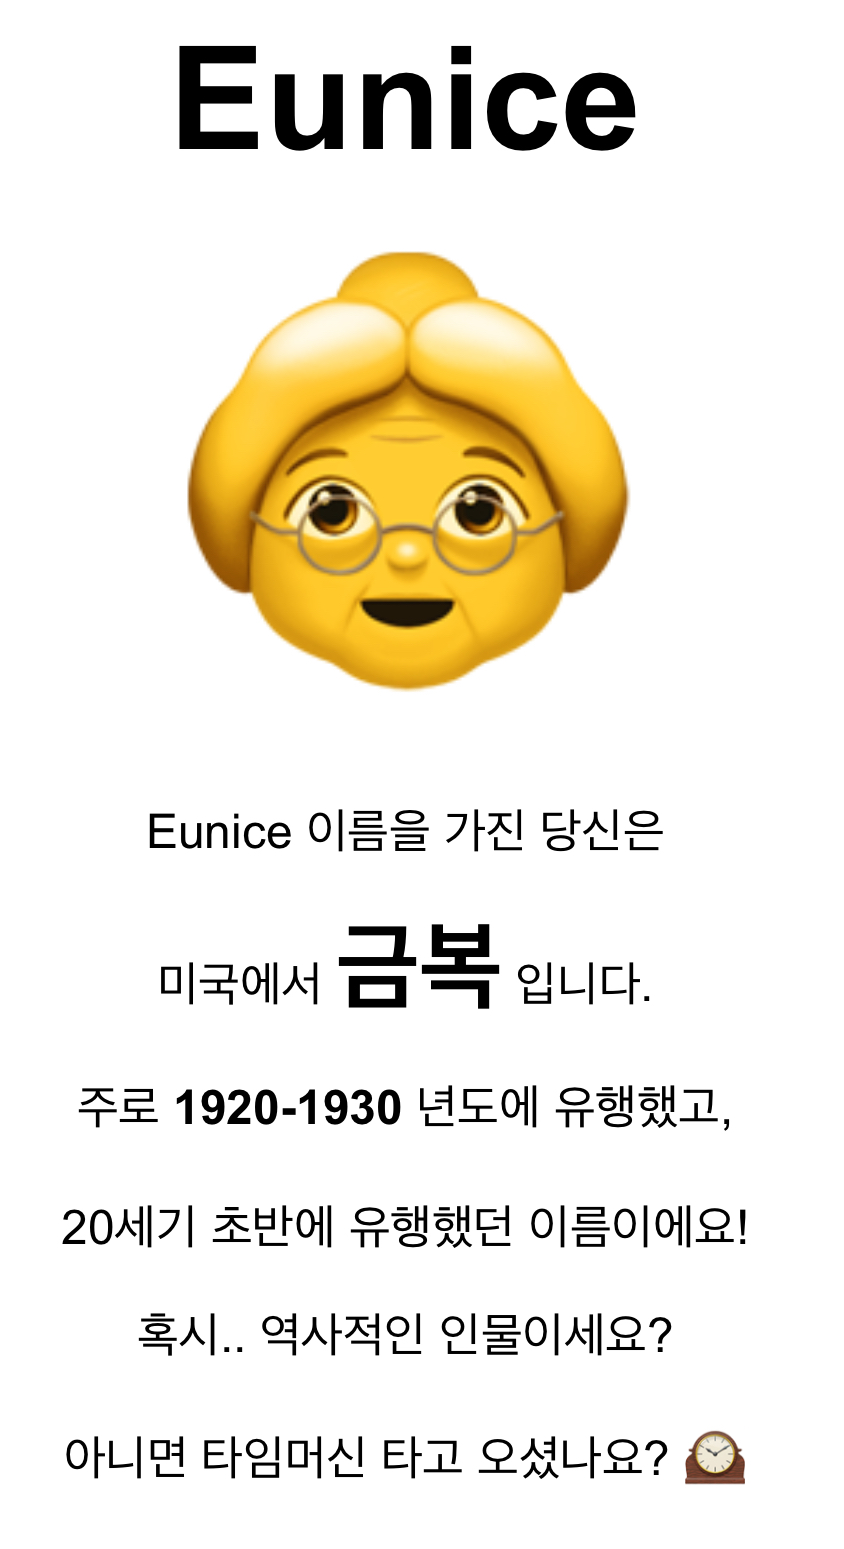 Eunice
Eunice 이름을 가진 당신은
미국에서 금복 입니다.
주로 1920-1930 년도에 유행했고,
20세기 초반에 유행했던 이름이에요!
혹시.. 역사적인 인물이세요?
아니면 타임머신 타고 오셨나요? 🕰️